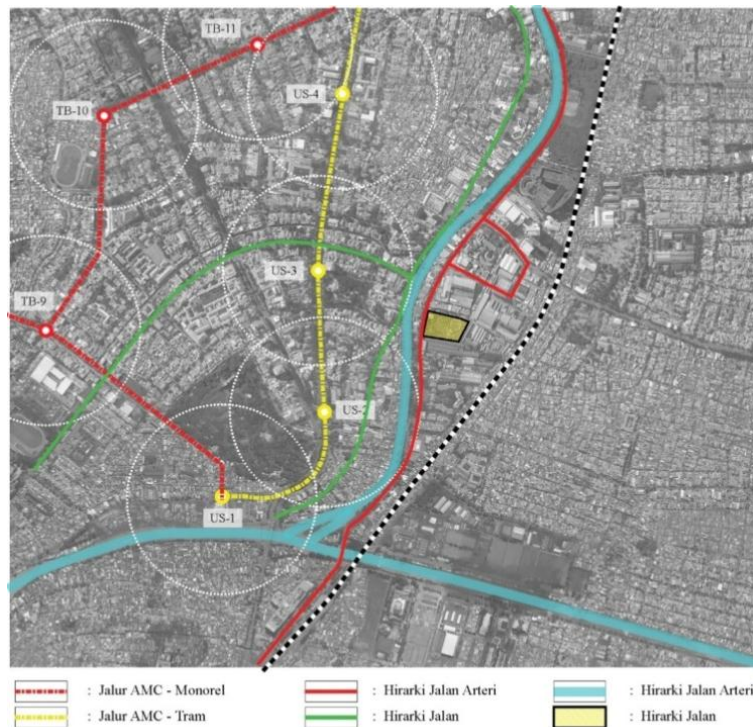 TB-11
US-4
TB-10
US-3
TB-9
US-2
US-1
: Jalur AMC - Monorel
: Hirarki Jalan Arteri
: Hirarki Jalan Arteri
: Jalur AMC - Tram
: Hirarki Jalan
: Hirarki Jalan